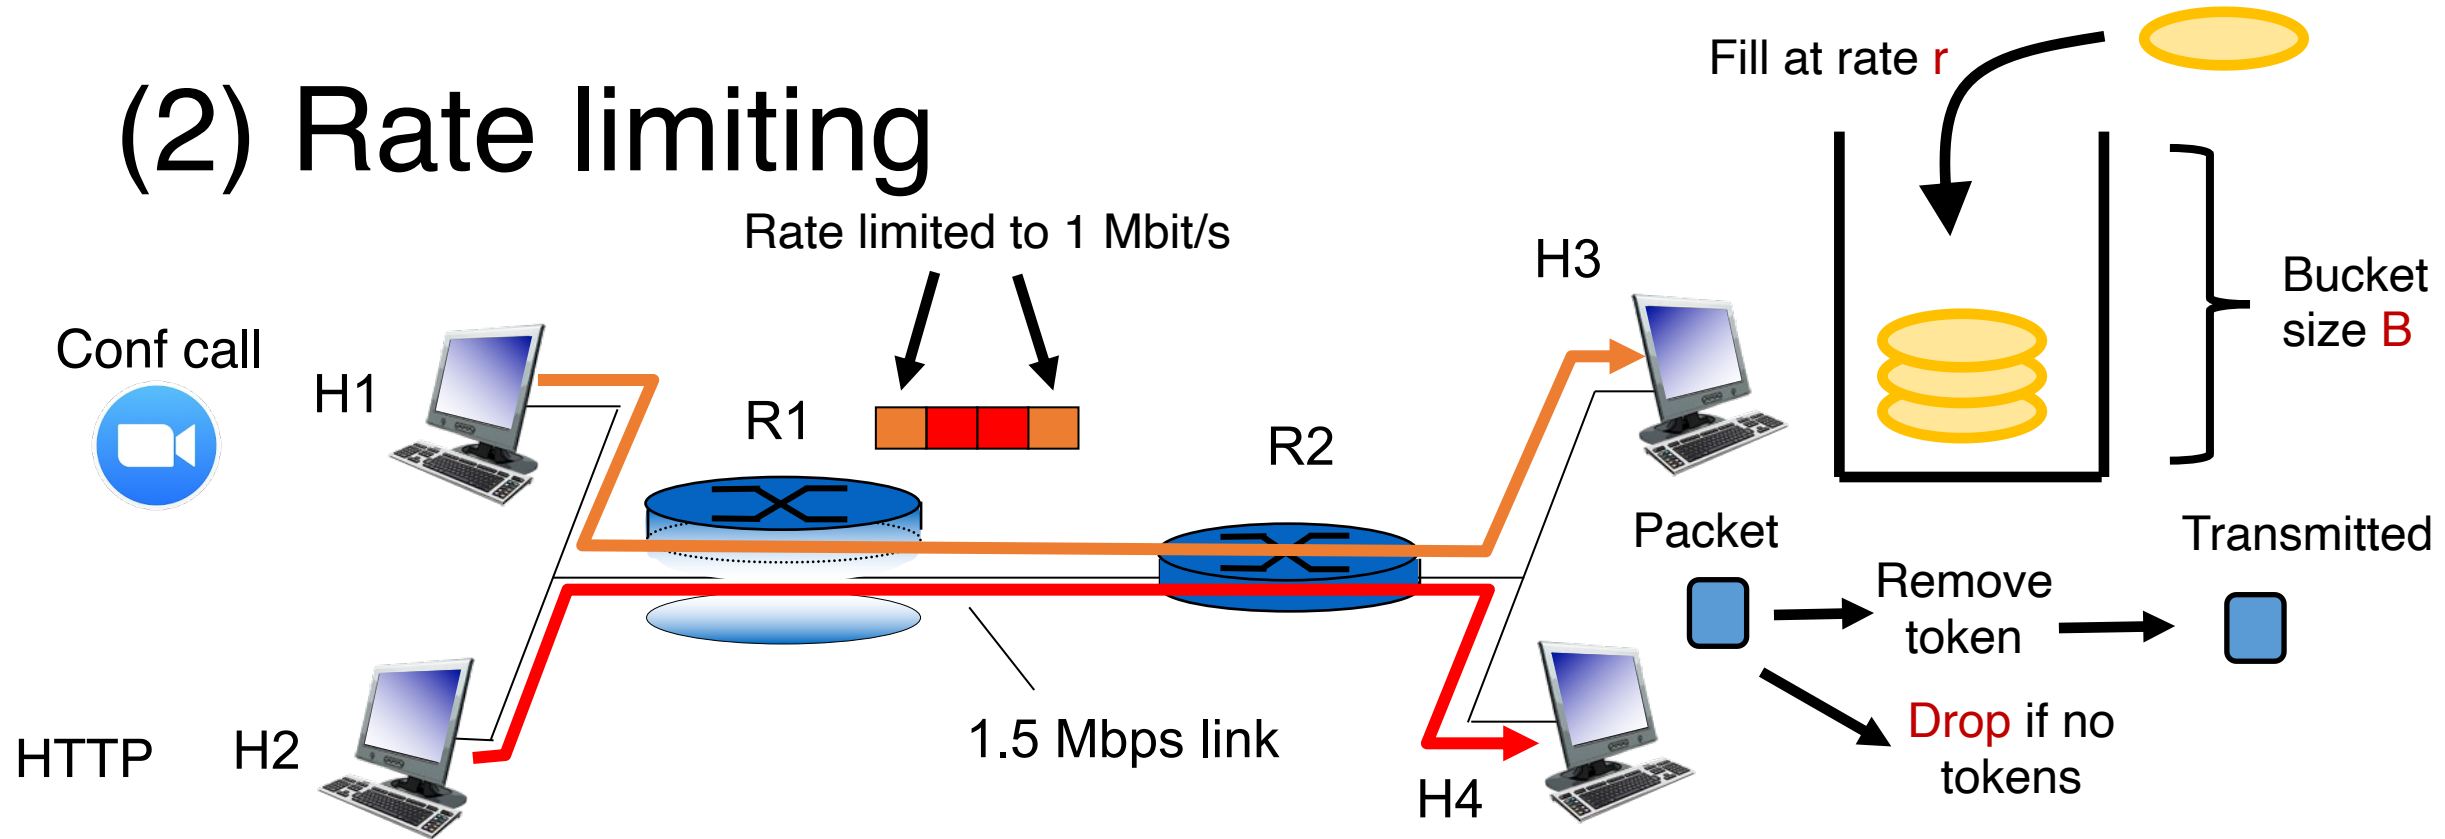 (2) Rate limiting
Fill at rate r
Rate limited to 1 Mbit/s
H3
Bucket
size B
Conf call
H1
R1
R2
Packet
Transmitted
Remove
token
1.5 Mbps link
Drop if no
tokens
HTTP
H2
H4